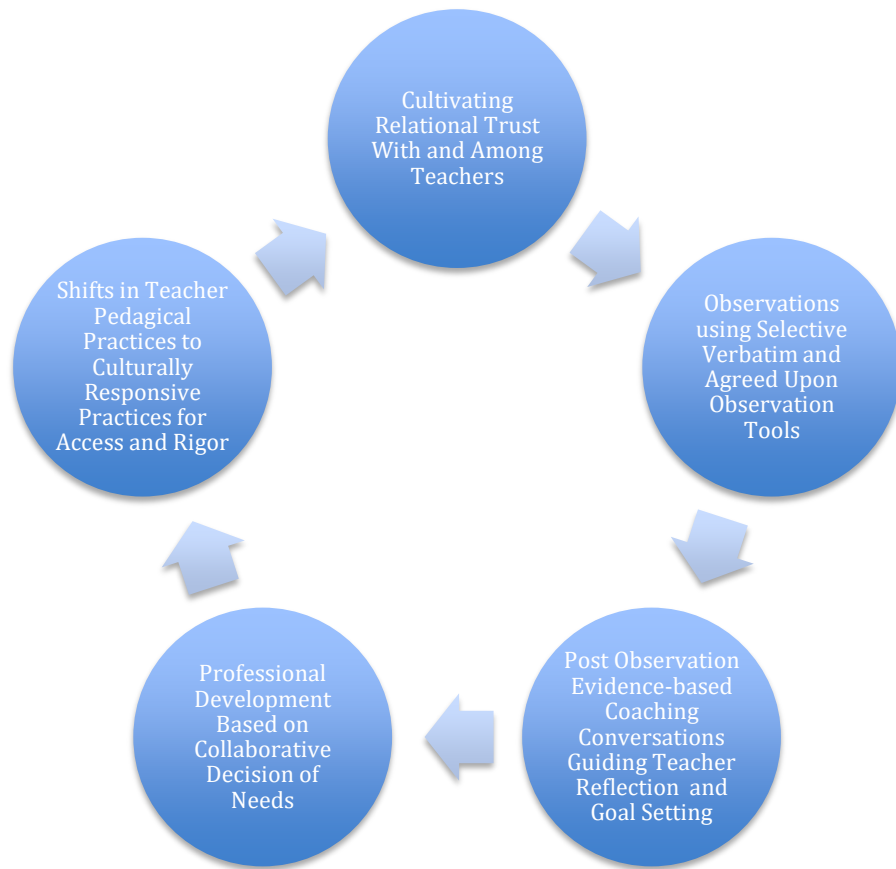 Cultivating
Relational Trust
With and Among
Teachers
Observations
using Selective
Verbatim and
Agreed Upon
Observation
Tools
Post Observation
Evidence-based
Coaching
Conversations
Guiding Teacher
Reflection and
Goal Setting
Professional
Development
Based on
Collaborative
Decision of
Needs
Shifts in Teacher
Pedagical
Practices to
Culturally
Responsive
Practices for
Access and Rigor